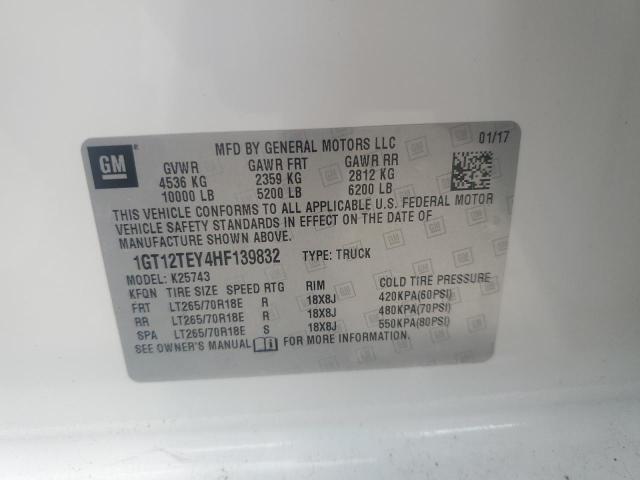 GM
MFD BY GENERAL MOTORS LLC 01/17
GVWR GAWR FRT GAWR RR
4536 KG 2359 KG 2812 KG
10000 LB 5200 LB 6200 LB
THIS VEHICLE CONFORMS TO ALL APPLICABLE U.S. FEDERAL MOTOR
VEHICLE SAFETY STANDARDS IN EFFECT ON THE DATE OF
MANUFACTURE SHOWN ABOVE.
1GT12TEY4HF139832 TYPE: TRUCK
MODEL: K25743
KFQN TIRE SIZE SPEED RTG RIM COLD TIRE PRESSURE
FRT LT265/70R18E R 18X8J 420KPA(60PSI)
RR LT265/70R18E R 18X8J 480KPA(70PSI)
SPA LT265/70R18E S 18X8J 550KPA(80PSI)
SEE OWNER'S MANUAL FOR MORE INFORMATION.